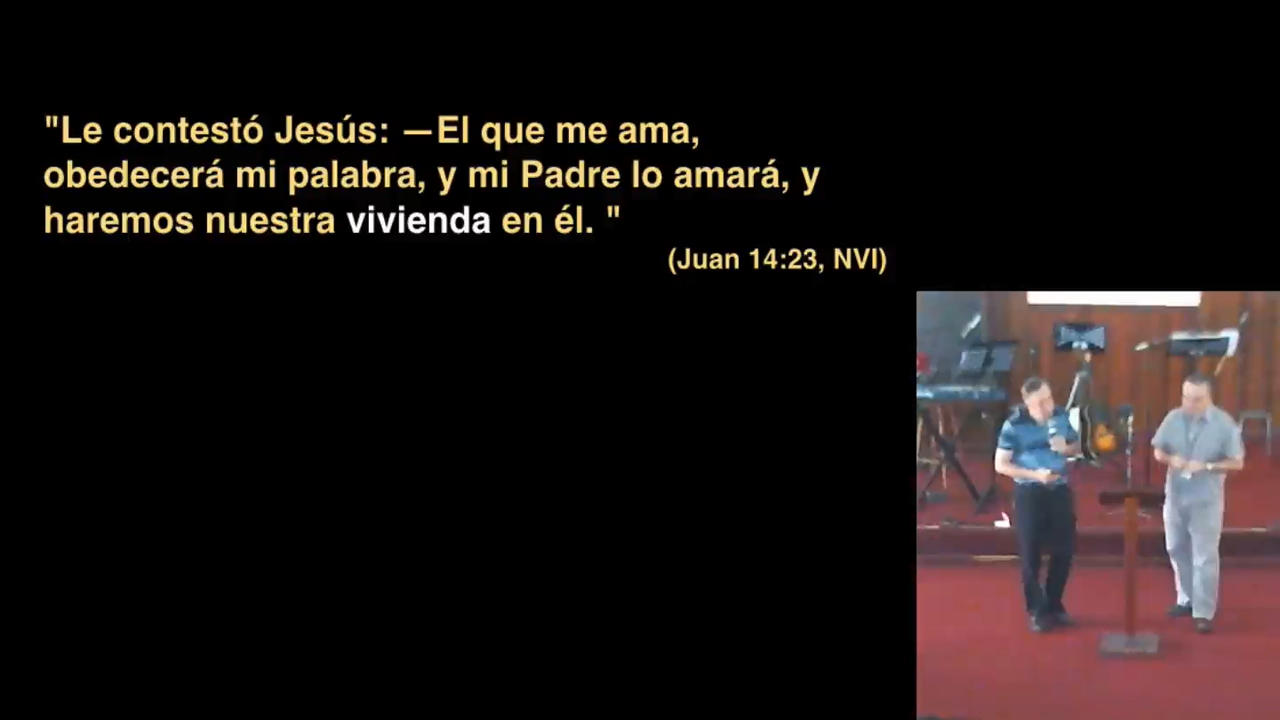 "Le contestó Jesús: —El que me ama,
obedecerá mi palabra, y mi Padre lo amará, y
haremos nuestra vivienda en él. "
(Juan 14:23, NVI)